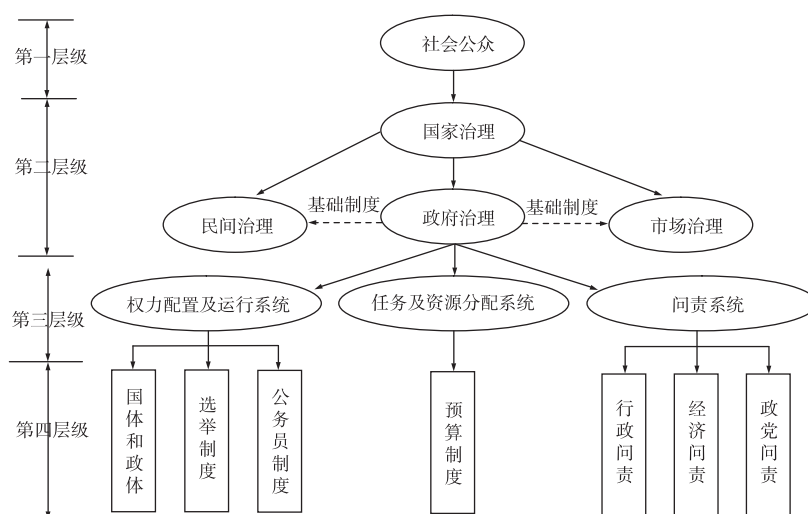 第一层级
社会公众
国家治理
第二层级
民间治理
基础制度
政府治理
基础制度
市场治理
第三层级
权力配置及运行系统
任务及资源分配系统
问责系统
第四层级
国体和政体
选举制度
公务员制度
预算制度
行政问责
经济问责
政党问责